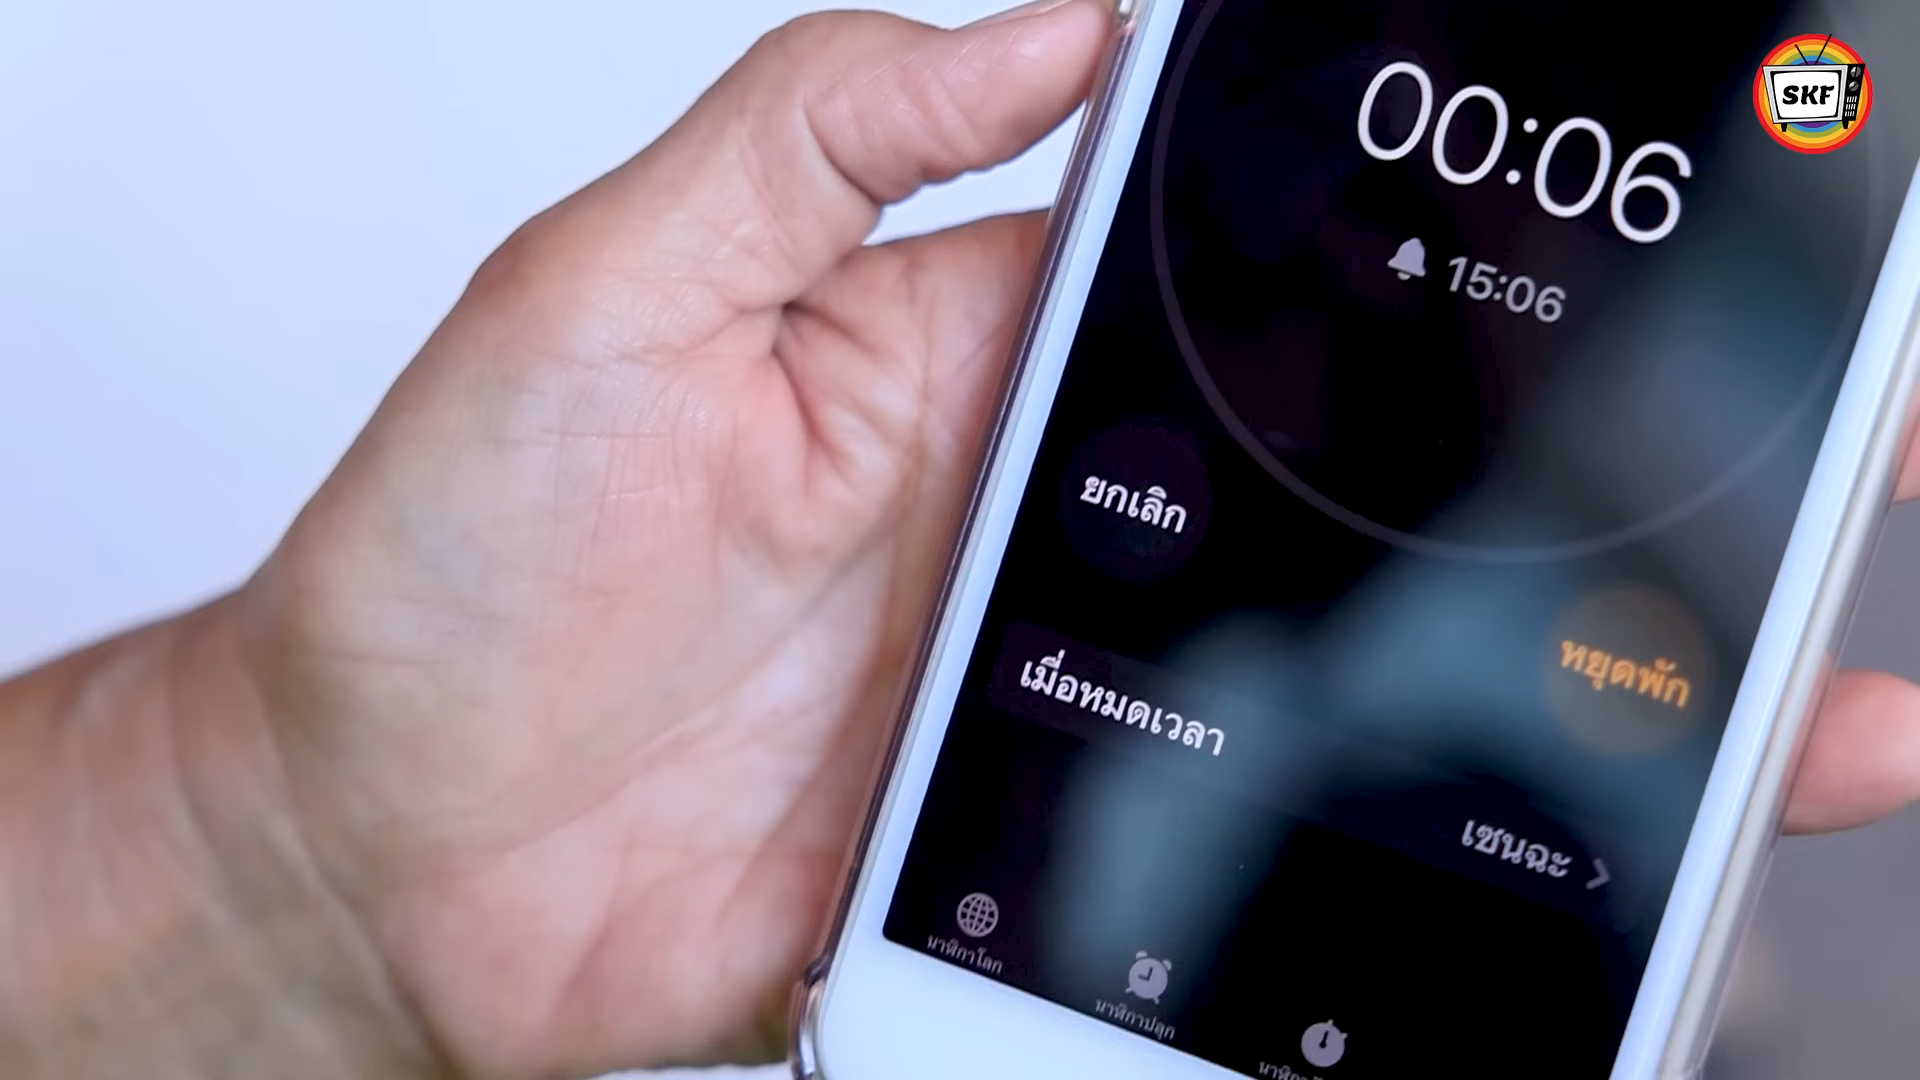 SKF
00:06
15:06
ยกเลิก
หยุดพัก
เมื่อหมดเวลา
เซนฉะ
นาฬิกาโลก
นาฬิกาปลุก